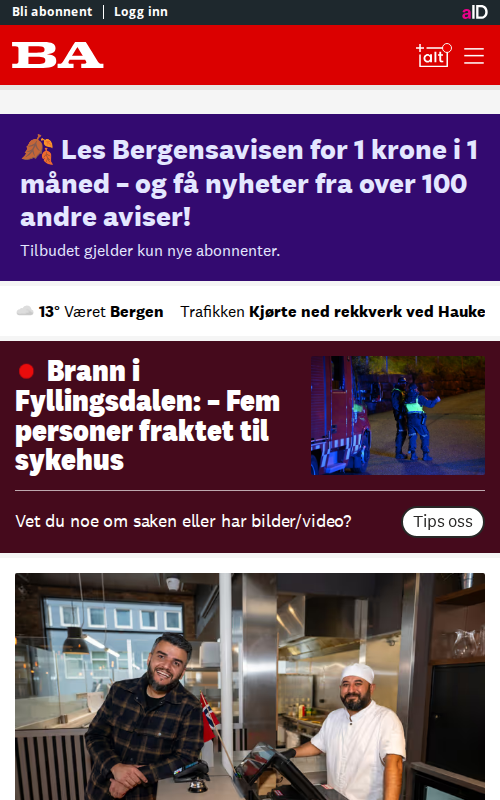 Bli abonnent | Logg inn
aID
BA
alt
Les Bergensavisen for 1 krone i 1
måned – og få nyheter fra over 100
andre aviser!
Tilbudet gjelder kun nye abonnenter.
13° Været Bergen Trafikken Kjørte ned rekkverk ved Hauke
Brann i
Fyllingsdalen: – Fem
personer fraktet til
sykehus
Vet du noe om saken eller har bilder/video?
Tips oss